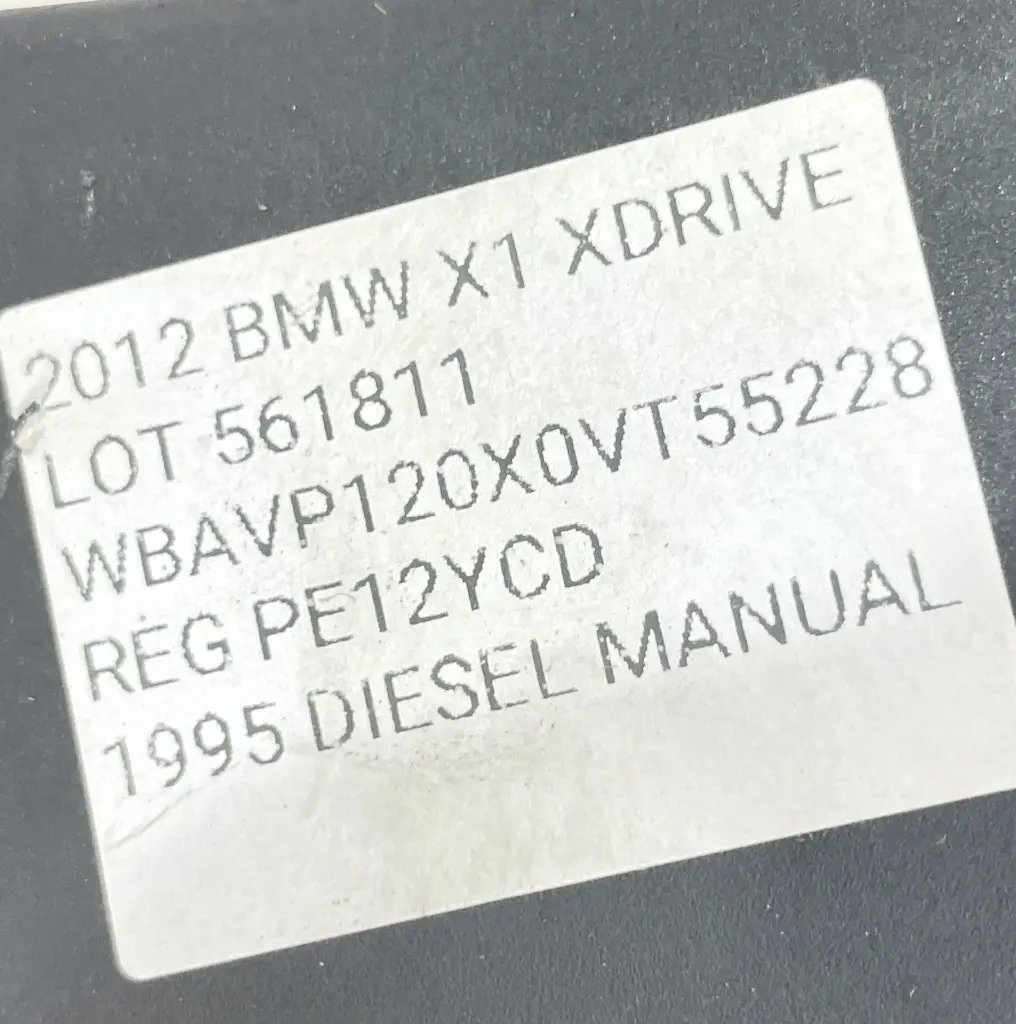 2012 BMW X1 XDRIVE
LOT 561811
WBAVP120X0VT55228
REG PE12YCD
1995 DIESEL MANUAL